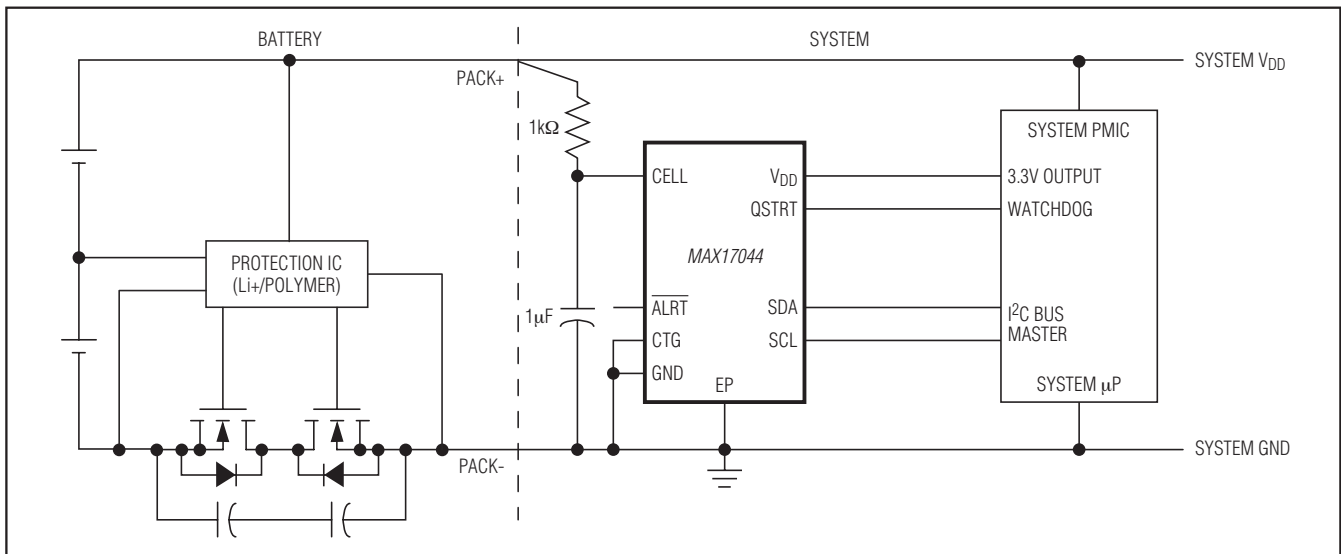 BATTERY
SYSTEM
SYSTEM VDD
PACK+
1kΩ
SYSTEM PMIC
CELL
VDD
3.3V OUTPUT
QSTRT
WATCHDOG
MAX17044
PROTECTION IC
(Li+/POLYMER)
1µF
ALRT
SDA
I²C BUS
MASTER
CTG
SCL
GND
EP
SYSTEM µP
PACK-
SYSTEM GND